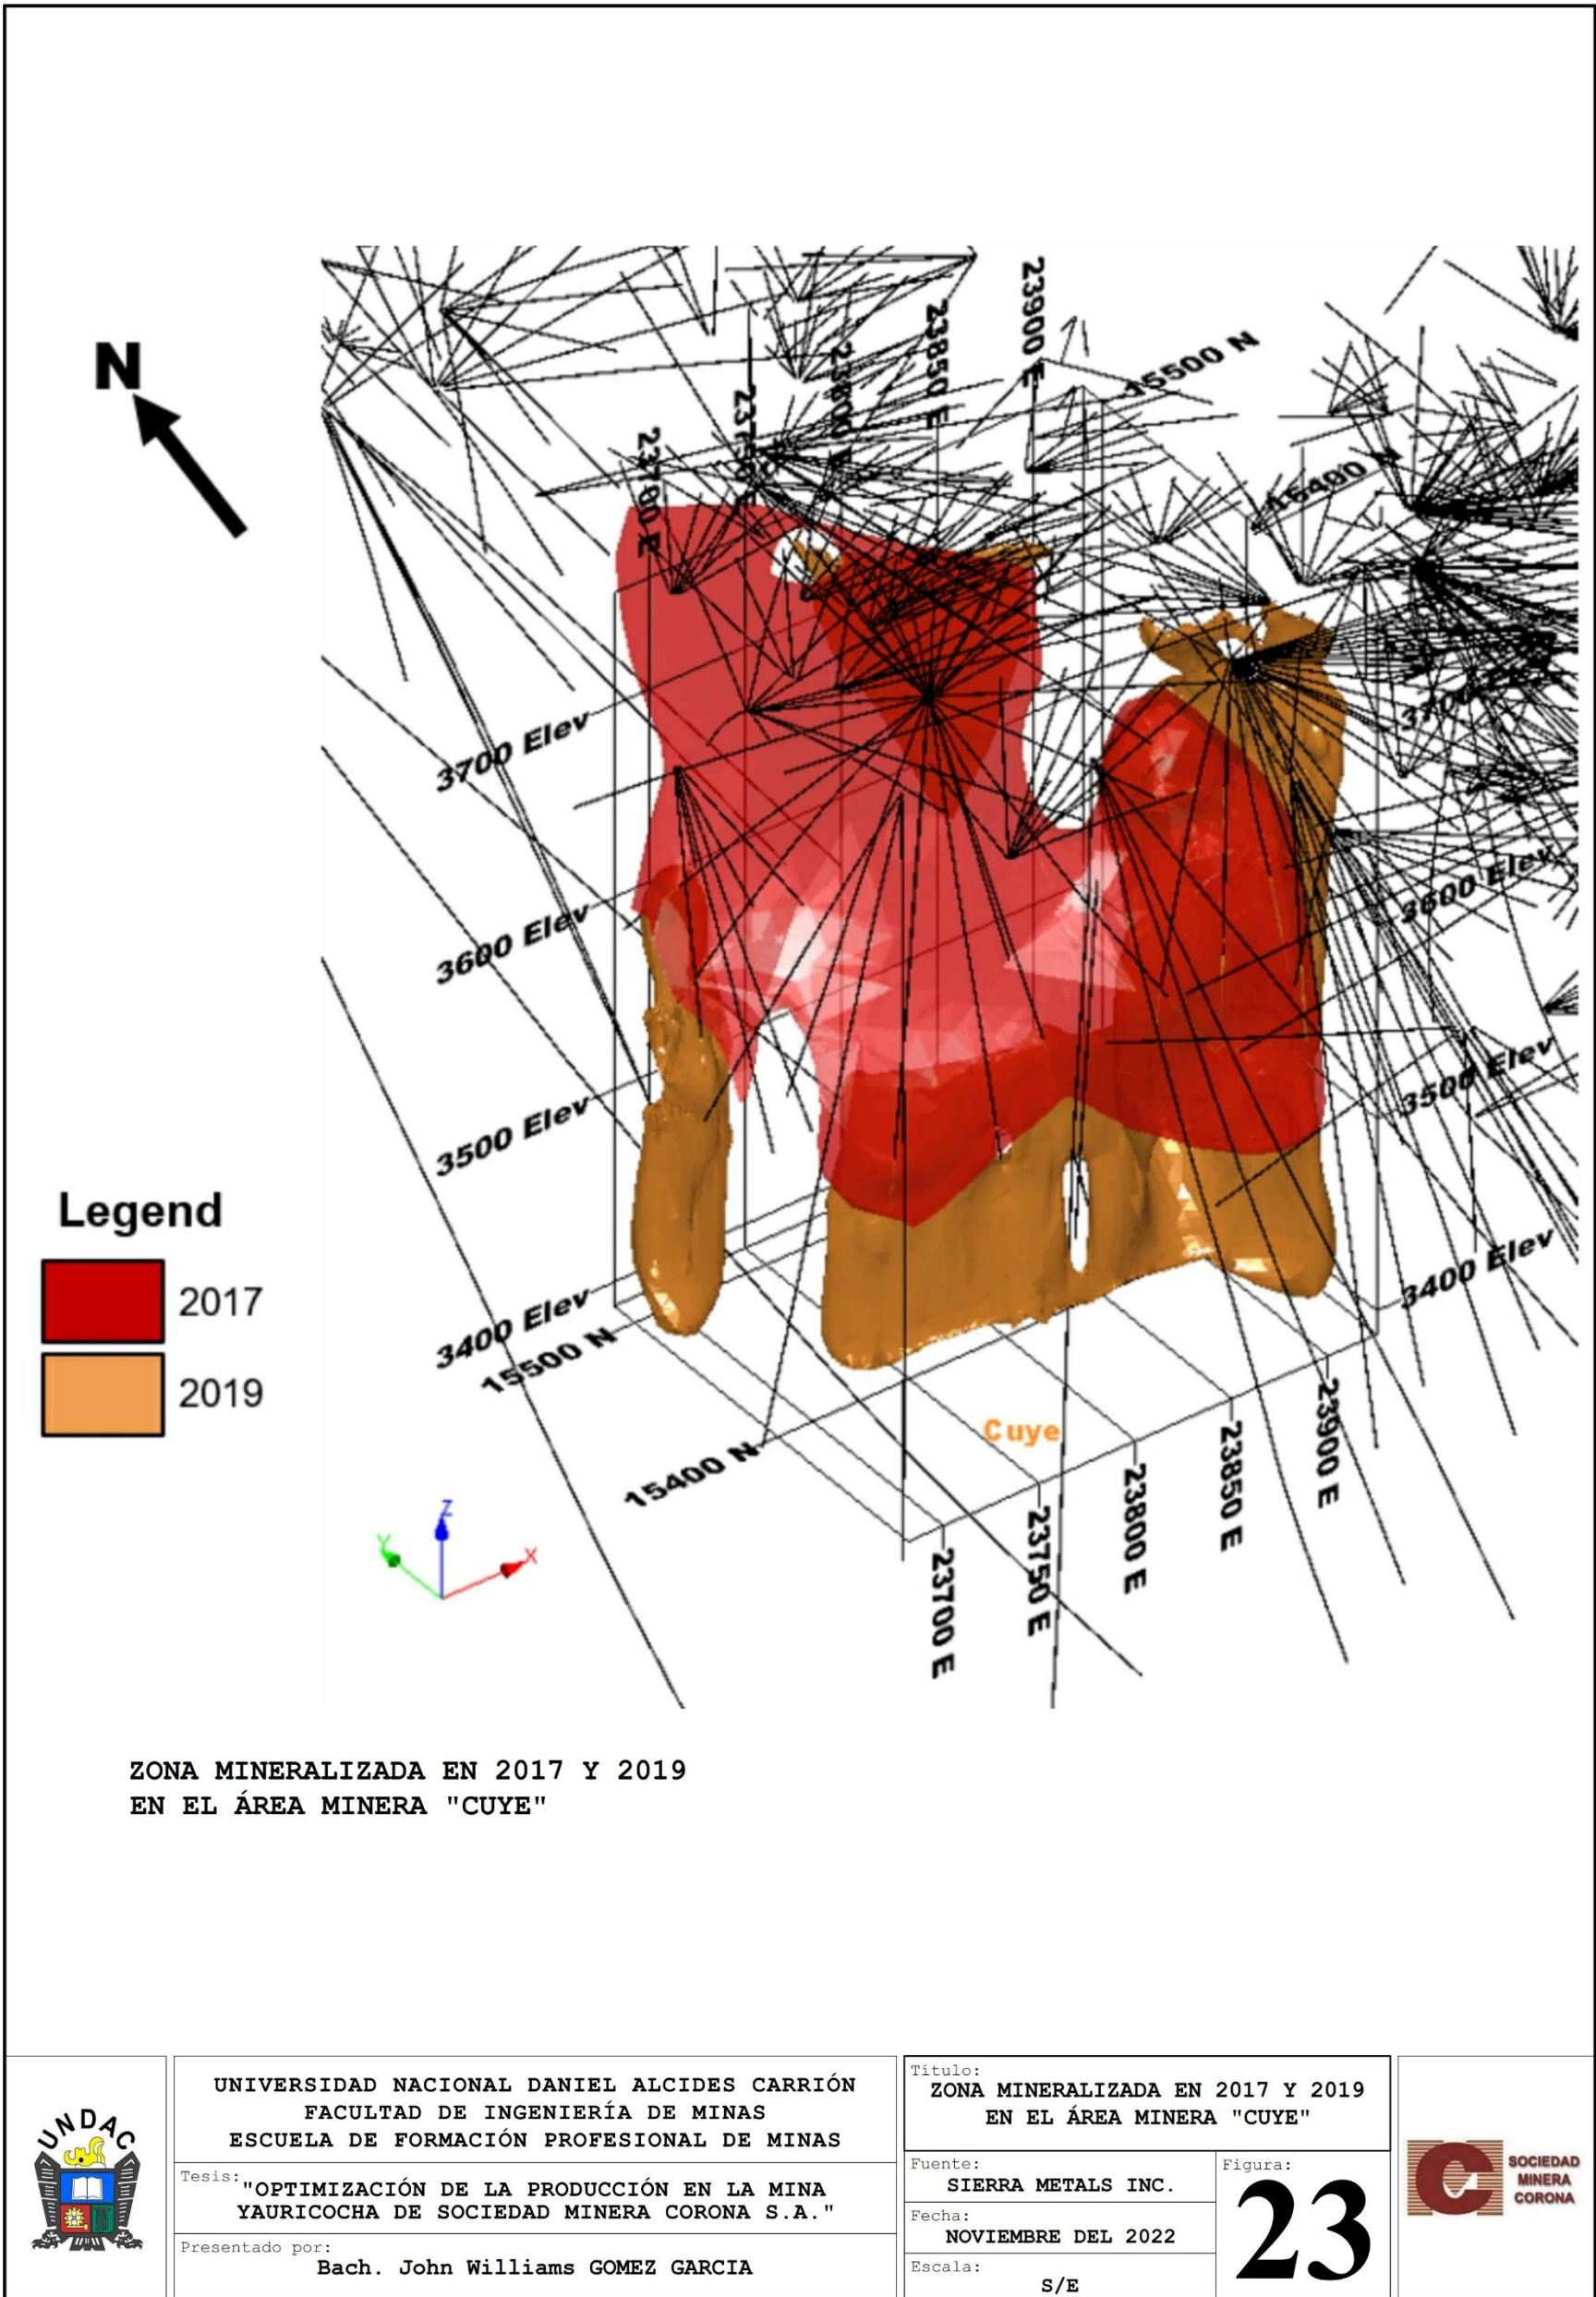 N
23900 E
23850 E
23800 E
23750 E
23700 E
15500 N
15400 N
3700 Elev
3700 Elev
3600 Elev
3600 Elev
3500 Elev
3500 Elev
3400 Elev
3400 Elev
15500 N
15400 N
Legend
2017
2019
Cuye
23700 E
23750 E
23800 E
23850 E
23900 E
Z
Y
X
ZONA MINERALIZADA EN 2017 Y 2019
EN EL ÁREA MINERA "CUYE"
UNDAC
UNIVERSIDAD NACIONAL DANIEL ALCIDES CARRIÓN
FACULTAD DE INGENIERÍA DE MINAS
ESCUELA DE FORMACIÓN PROFESIONAL DE MINAS
Tesis: "OPTIMIZACIÓN DE LA PRODUCCIÓN EN LA MINA
YAURICOCHA DE SOCIEDAD MINERA CORONA S.A."
Presentado por:
Bach. John Williams GOMEZ GARCIA
Título:
ZONA MINERALIZADA EN 2017 Y 2019
EN EL ÁREA MINERA "CUYE"
Fuente:
SIERRA METALS INC.
Fecha:
NOVIEMBRE DEL 2022
Escala:
S/E
Figura:
23
SOCIEDAD
MINERA
CORONA